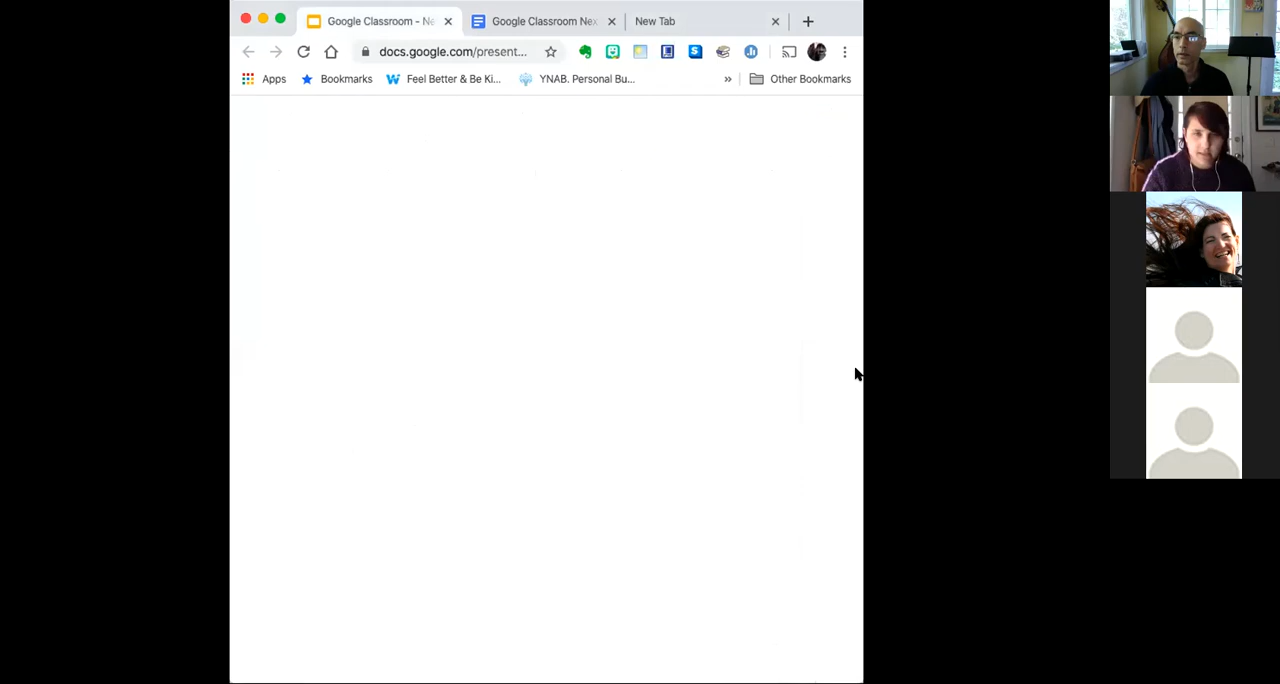 Google Classroom - Ne
Google Classroom Nex
New Tab
docs.google.com/present...
Apps
Bookmarks
Feel Better & Be Ki...
YNAB. Personal Bu...
»
Other Bookmarks